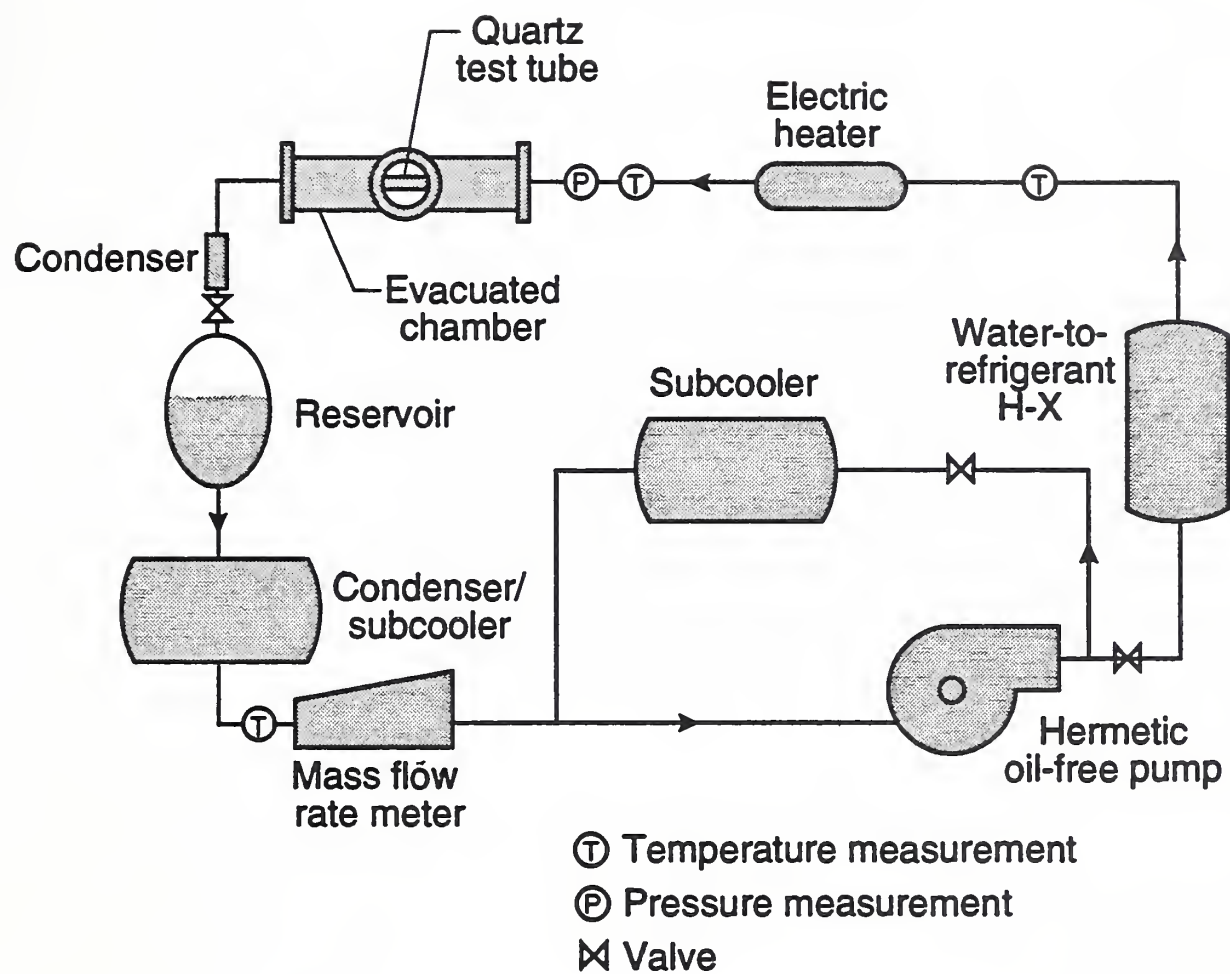 Quartz
test tube
Electric
heater
P
T
T
Condenser
Evacuated
chamber
Water-to-
refrigerant
H-X
Subcooler
Reservoir
Condenser/
subcooler
T
Mass flow
rate meter
Hermetic
oil-free pump
T Temperature measurement
P Pressure measurement
Valve